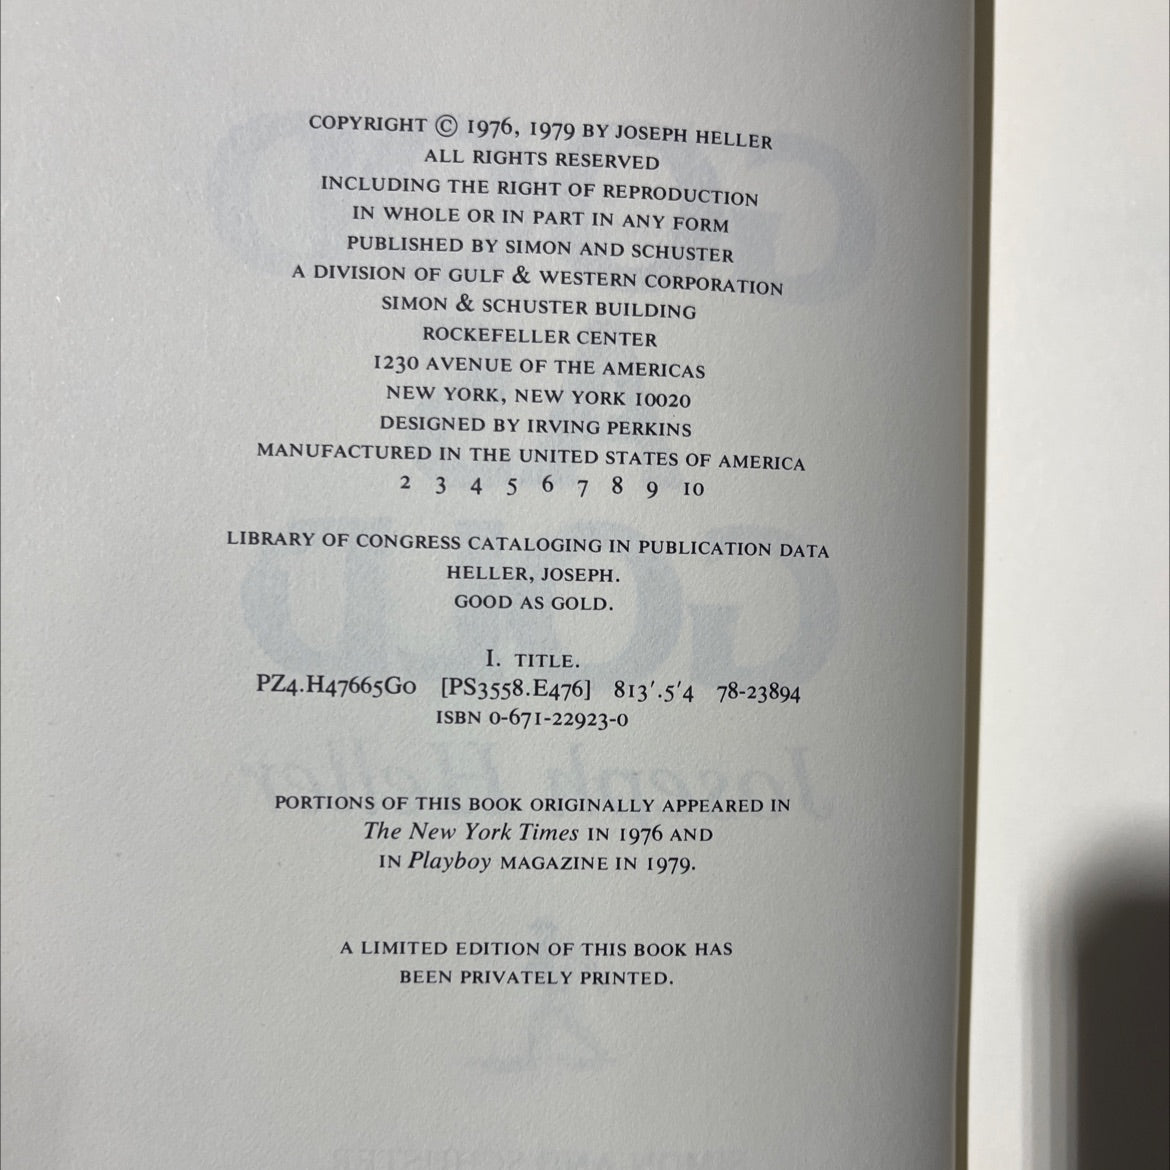 COPYRIGHT © 1976, 1979 BY JOSEPH HELLER
ALL RIGHTS RESERVED
INCLUDING THE RIGHT OF REPRODUCTION
IN WHOLE OR IN PART IN ANY FORM
PUBLISHED BY SIMON AND SCHUSTER
A DIVISION OF GULF & WESTERN CORPORATION
SIMON & SCHUSTER BUILDING
ROCKEFELLER CENTER
1230 AVENUE OF THE AMERICAS
NEW YORK, NEW YORK 10020
DESIGNED BY IRVING PERKINS
MANUFACTURED IN THE UNITED STATES OF AMERICA
2 3 4 5 6 7 8 9 10
LIBRARY OF CONGRESS CATALOGING IN PUBLICATION DATA
HELLER, JOSEPH.
GOOD AS GOLD.
I. TITLE.
PZ4.H47665Go [PS3558.E476] 813′.5′4 78-23894
ISBN 0-671-22923-0
PORTIONS OF THIS BOOK ORIGINALLY APPEARED IN
The New York Times IN 1976 AND
IN Playboy MAGAZINE IN 1979.
A LIMITED EDITION OF THIS BOOK HAS
BEEN PRIVATELY PRINTED.